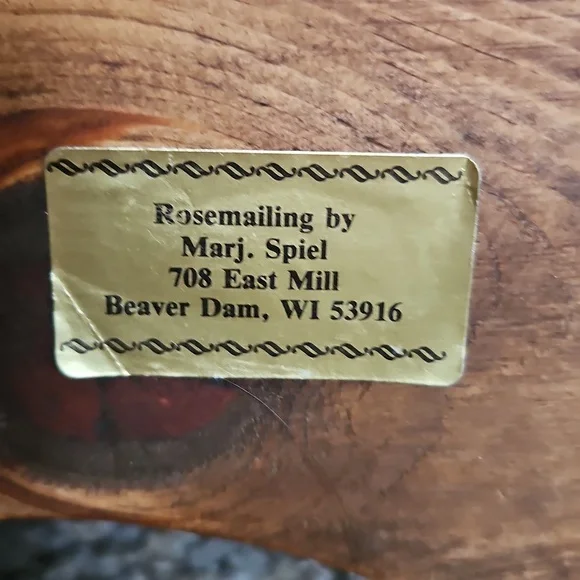 Rosemailing by
Marj. Spiel
708 East Mill
Beaver Dam, WI 53916